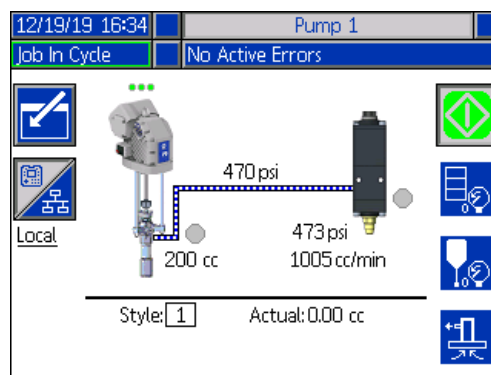 12/19/19 16:34 Pump 1
Job In Cycle No Active Errors
470 psi
Local
473 psi
200 cc 1005 cc/min
Style: 1 Actual: 0.00 cc